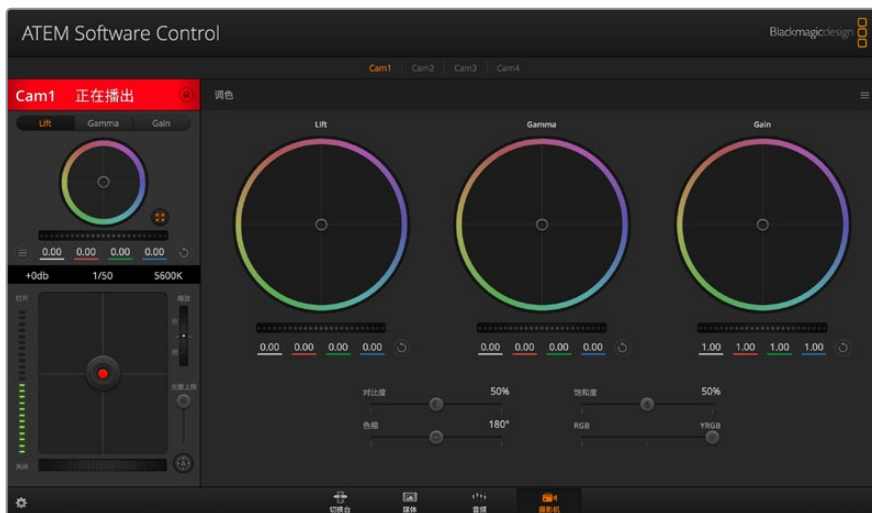 ATEM Software Control
Blackmagicdesign
Cam1 Cam2 Cam3 Cam4
Cam1 正在播出
调色
Lift Gamma Gain
Lift Gamma Gain
0.00 0.00 0.00 0.00
+0db 1/50 5600K
打开
缩放
关闭
光圈上限
0.00 0.00 0.00 0.00
0.00 0.00 0.00 0.00
1.00 1.00 1.00 1.00
对比度 50%
饱和度 50%
色相 180°
RGB YRGB
切换台 媒体 音频 摄影机